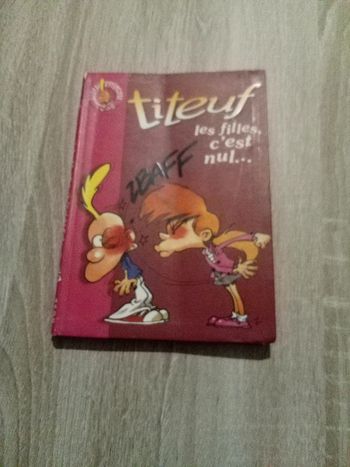 titeuf
les filles,
c'est
nul...
ZBAFF